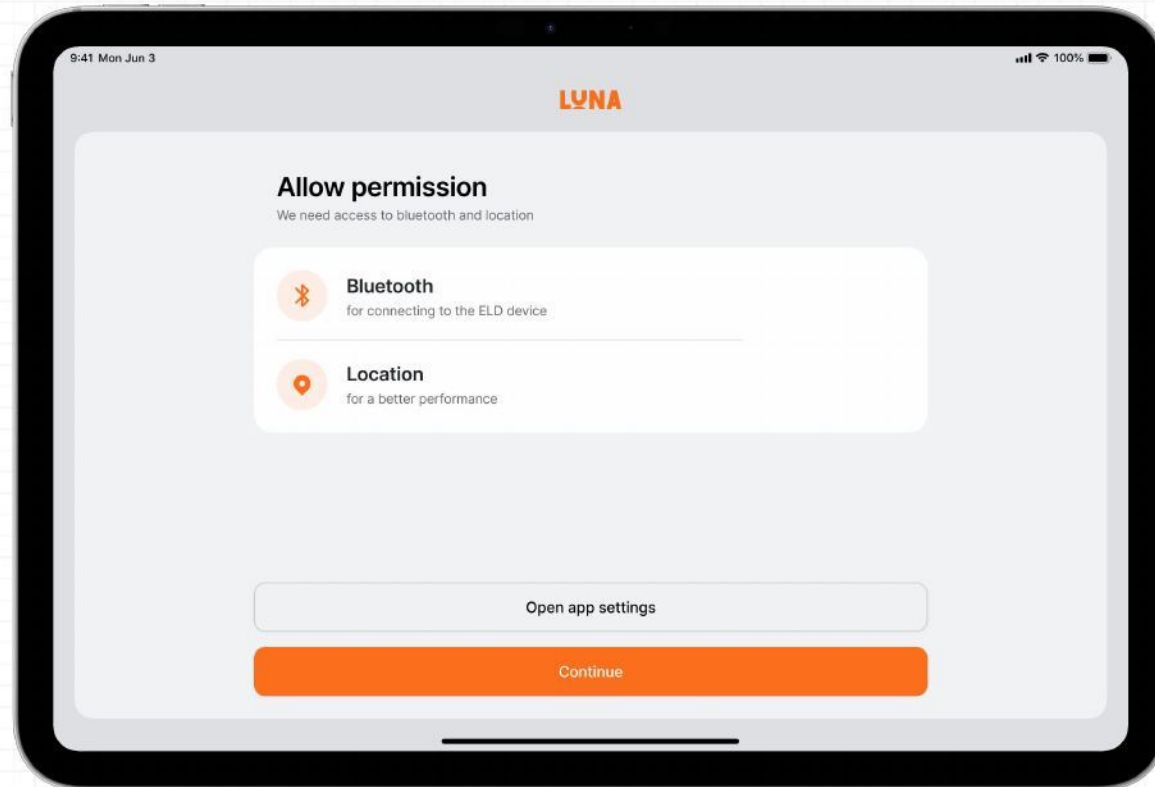 9:41 Mon Jun 3
100%
LUNA
Allow permission
We need access to bluetooth and location
Bluetooth
for connecting to the ELD device
Location
for a better performance
Open app settings
Continue